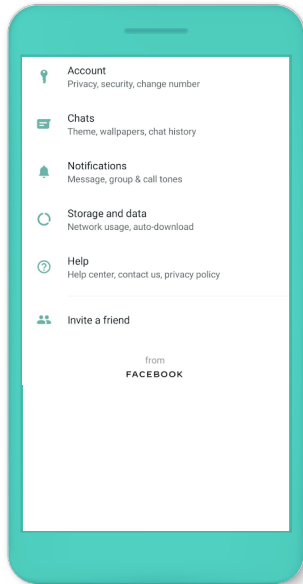 Account
Privacy, security, change number
Chats
Theme, wallpapers, chat history
Notifications
Message, group & call tones
Storage and data
Network usage, auto-download
Help
Help center, contact us, privacy policy
Invite a friend
from
FACEBOOK